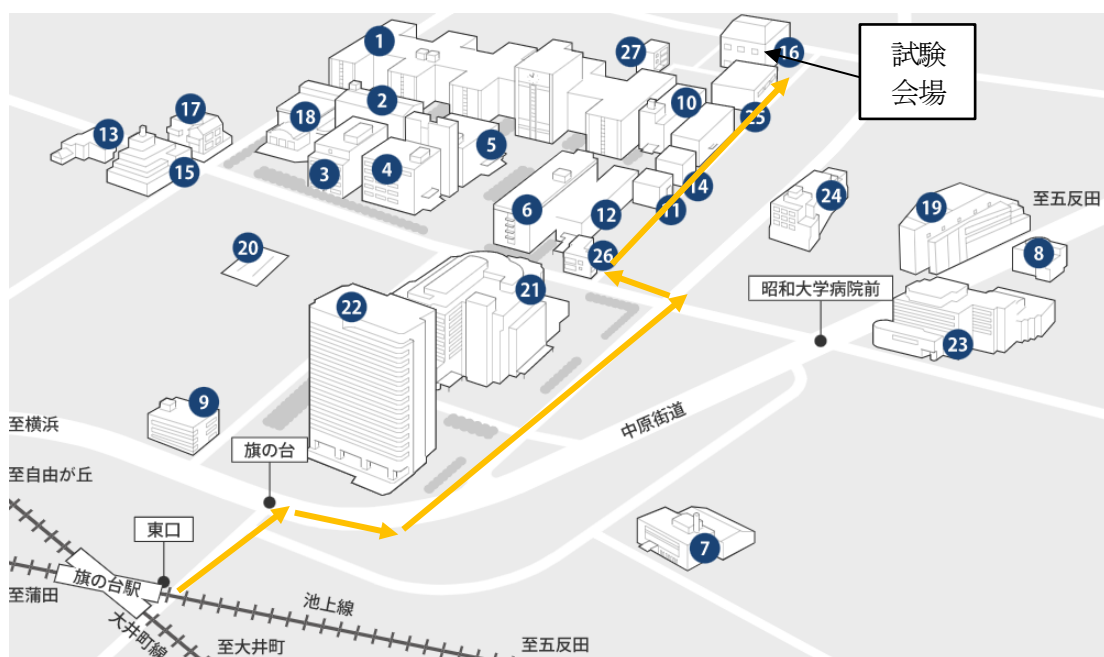 1
27
16
試験
会場
2
10
17
18
25
13
5
3
4
15
14
24
6
12
11
19
至五反田
20
26
8
21
昭和大学病院前
22
23
9
中原街道
至横浜
旗の台
至自由が丘
東口
7
旗の台駅
至蒲田
池上線
大井町線
至大井町
至五反田